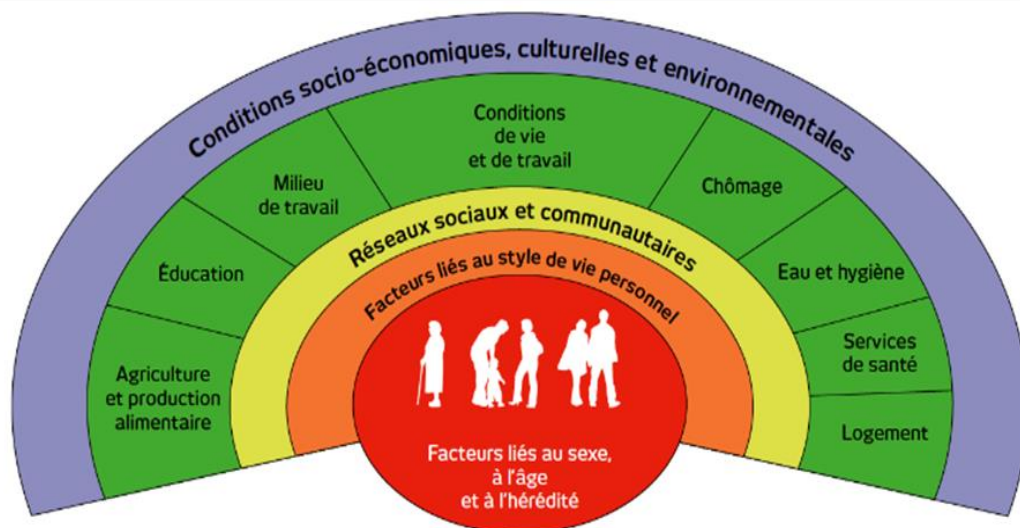 Conditions socio-économiques, culturelles et environnementales
Conditions
de vie
et de travail
Milieu
de travail
Chômage
Éducation
Eau et hygiène
Agriculture
et production
alimentaire
Services
de santé
Logement
Réseaux sociaux et communautaires
Facteurs liés au style de vie personnel
Facteurs liés au sexe,
à l'âge
et à l'hérédité